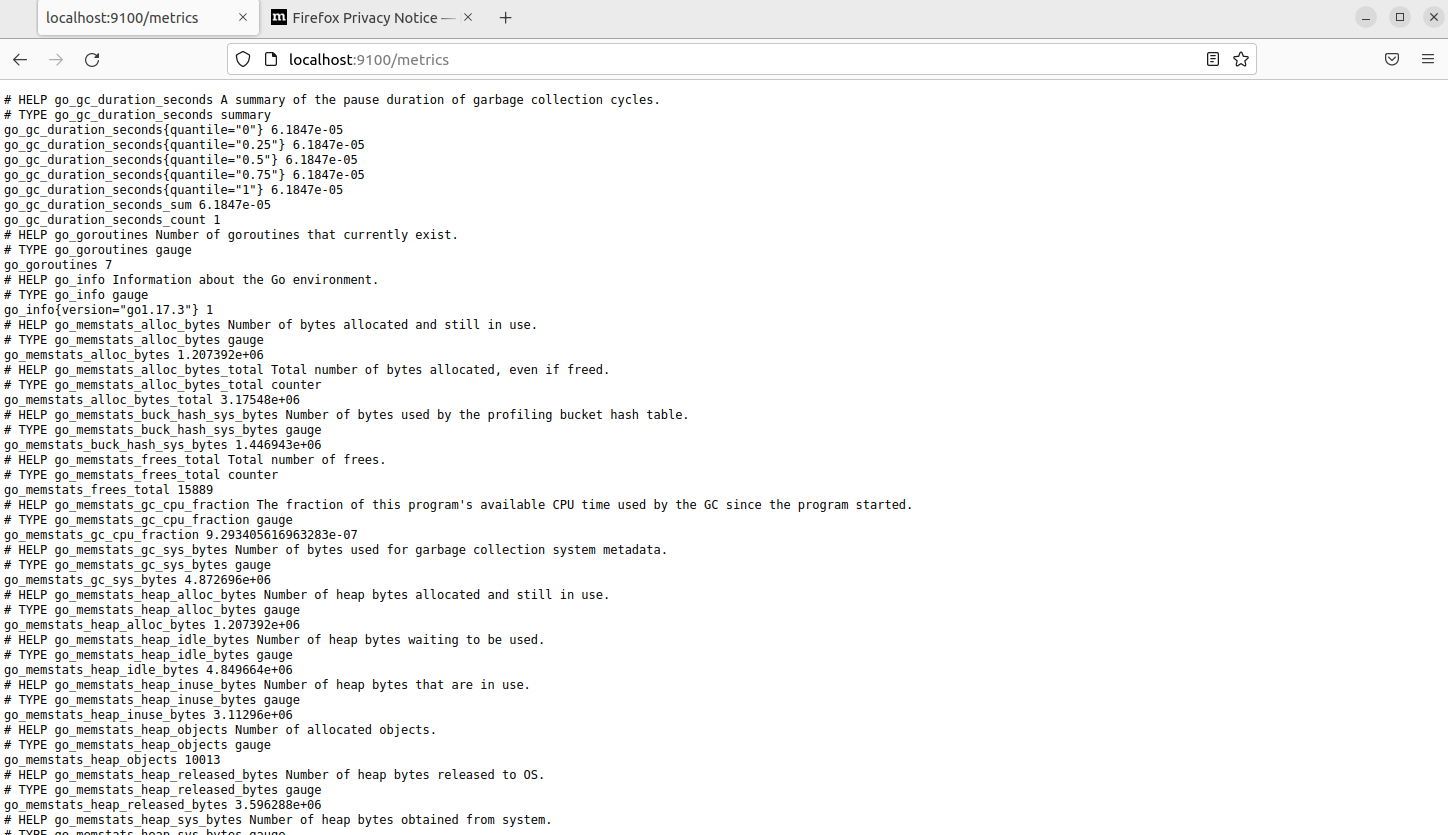 localhost:9100/metrics
Firefox Privacy Notice —
localhost:9100/metrics
# HELP go_gc_duration_seconds A summary of the pause duration of garbage collection cycles.
# TYPE go_gc_duration_seconds summary
go_gc_duration_seconds{quantile="0"} 6.1847e-05
go_gc_duration_seconds{quantile="0.25"} 6.1847e-05
go_gc_duration_seconds{quantile="0.5"} 6.1847e-05
go_gc_duration_seconds{quantile="0.75"} 6.1847e-05
go_gc_duration_seconds{quantile="1"} 6.1847e-05
go_gc_duration_seconds_sum 6.1847e-05
go_gc_duration_seconds_count 1
# HELP go_goroutines Number of goroutines that currently exist.
# TYPE go_goroutines gauge
go_goroutines 7
# HELP go_info Information about the Go environment.
# TYPE go_info gauge
go_info{version="go1.17.3"} 1
# HELP go_memstats_alloc_bytes Number of bytes allocated and still in use.
# TYPE go_memstats_alloc_bytes gauge
go_memstats_alloc_bytes 1.207392e+06
# HELP go_memstats_alloc_bytes_total Total number of bytes allocated, even if freed.
# TYPE go_memstats_alloc_bytes_total counter
go_memstats_alloc_bytes_total 3.17548e+06
# HELP go_memstats_buck_hash_sys_bytes Number of bytes used by the profiling bucket hash table.
# TYPE go_memstats_buck_hash_sys_bytes gauge
go_memstats_buck_hash_sys_bytes 1.446943e+06
# HELP go_memstats_frees_total Total number of frees.
# TYPE go_memstats_frees_total counter
go_memstats_frees_total 15889
# HELP go_memstats_gc_cpu_fraction The fraction of this program's available CPU time used by the GC since the program started.
# TYPE go_memstats_gc_cpu_fraction gauge
go_memstats_gc_cpu_fraction 9.293405616963283e-07
# HELP go_memstats_gc_sys_bytes Number of bytes used for garbage collection system metadata.
# TYPE go_memstats_gc_sys_bytes gauge
go_memstats_gc_sys_bytes 4.872696e+06
# HELP go_memstats_heap_alloc_bytes Number of heap bytes allocated and still in use.
# TYPE go_memstats_heap_alloc_bytes gauge
go_memstats_heap_alloc_bytes 1.207392e+06
# HELP go_memstats_heap_idle_bytes Number of heap bytes waiting to be used.
# TYPE go_memstats_heap_idle_bytes gauge
go_memstats_heap_idle_bytes 4.849664e+06
# HELP go_memstats_heap_inuse_bytes Number of heap bytes that are in use.
# TYPE go_memstats_heap_inuse_bytes gauge
go_memstats_heap_inuse_bytes 3.11296e+06
# HELP go_memstats_heap_objects Number of allocated objects.
# TYPE go_memstats_heap_objects gauge
go_memstats_heap_objects 10013
# HELP go_memstats_heap_released_bytes Number of heap bytes released to OS.
# TYPE go_memstats_heap_released_bytes gauge
go_memstats_heap_released_bytes 3.596288e+06
# HELP go_memstats_heap_sys_bytes Number of heap bytes obtained from system.
# TYPE go_memstats_heap_sys_bytes gauge